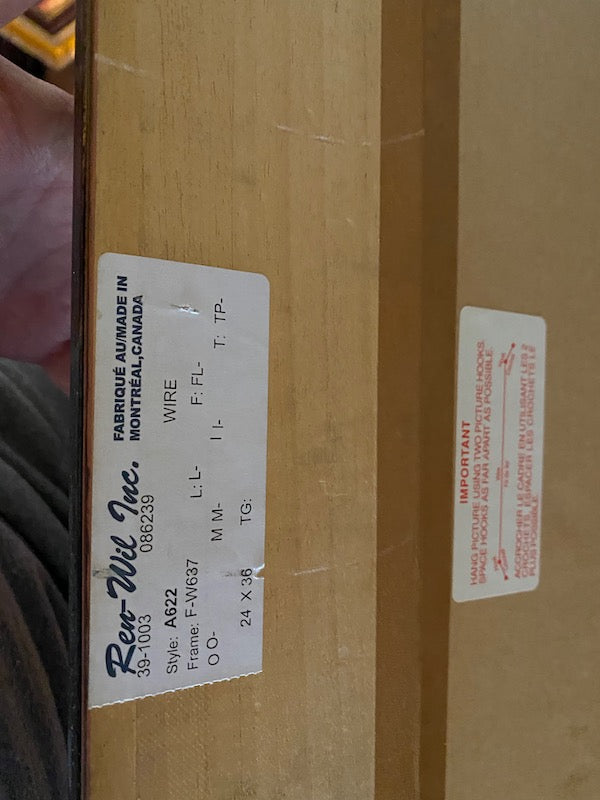 Ren-Wil Inc.
FABRIQUÉ AU/MADE IN
MONTRÉAL,CANADA
39-1003 086239
Style: A622 WIRE
Frame: F-W637 L: L- F: FL-
O O- M M- I I- T: TP-
24 X 36 TG:
IMPORTANT
HANG PICTURE USING TWO PICTURE HOOKS.
SPACE HOOKS AS FAR APART AS POSSIBLE.
ACCROCHER LE CADRE EN UTILISANT LES 2
CROCHETS. ESPACER LES CROCHETS LE
PLUS POSSIBLE